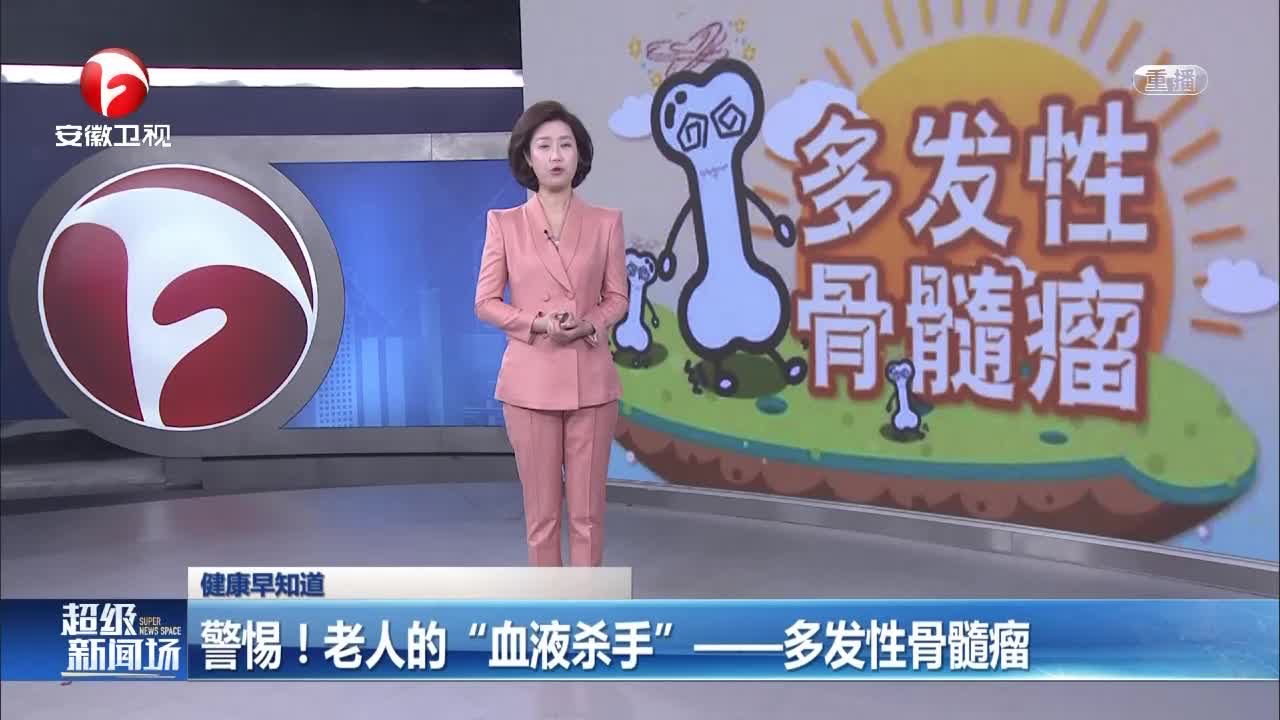 安徽卫视
重播
多发性
骨髓瘤
健康早知道
超级
新闻场
SUPER
NEWS SPACE
警惕！老人的“血液杀手”——多发性骨髓瘤